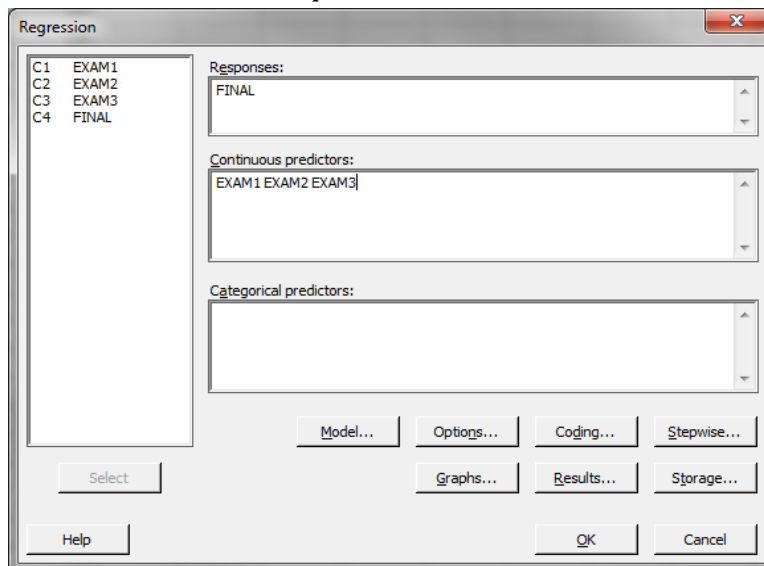 Regression
C1 EXAM1
C2 EXAM2
C3 EXAM3
C4 FINAL
Responses:
FINAL
Continuous predictors:
EXAM1 EXAM2 EXAM3
Categorical predictors:
Model... Options... Coding... Stepwise...
Select Graphs... Results... Storage...
Help OK Cancel